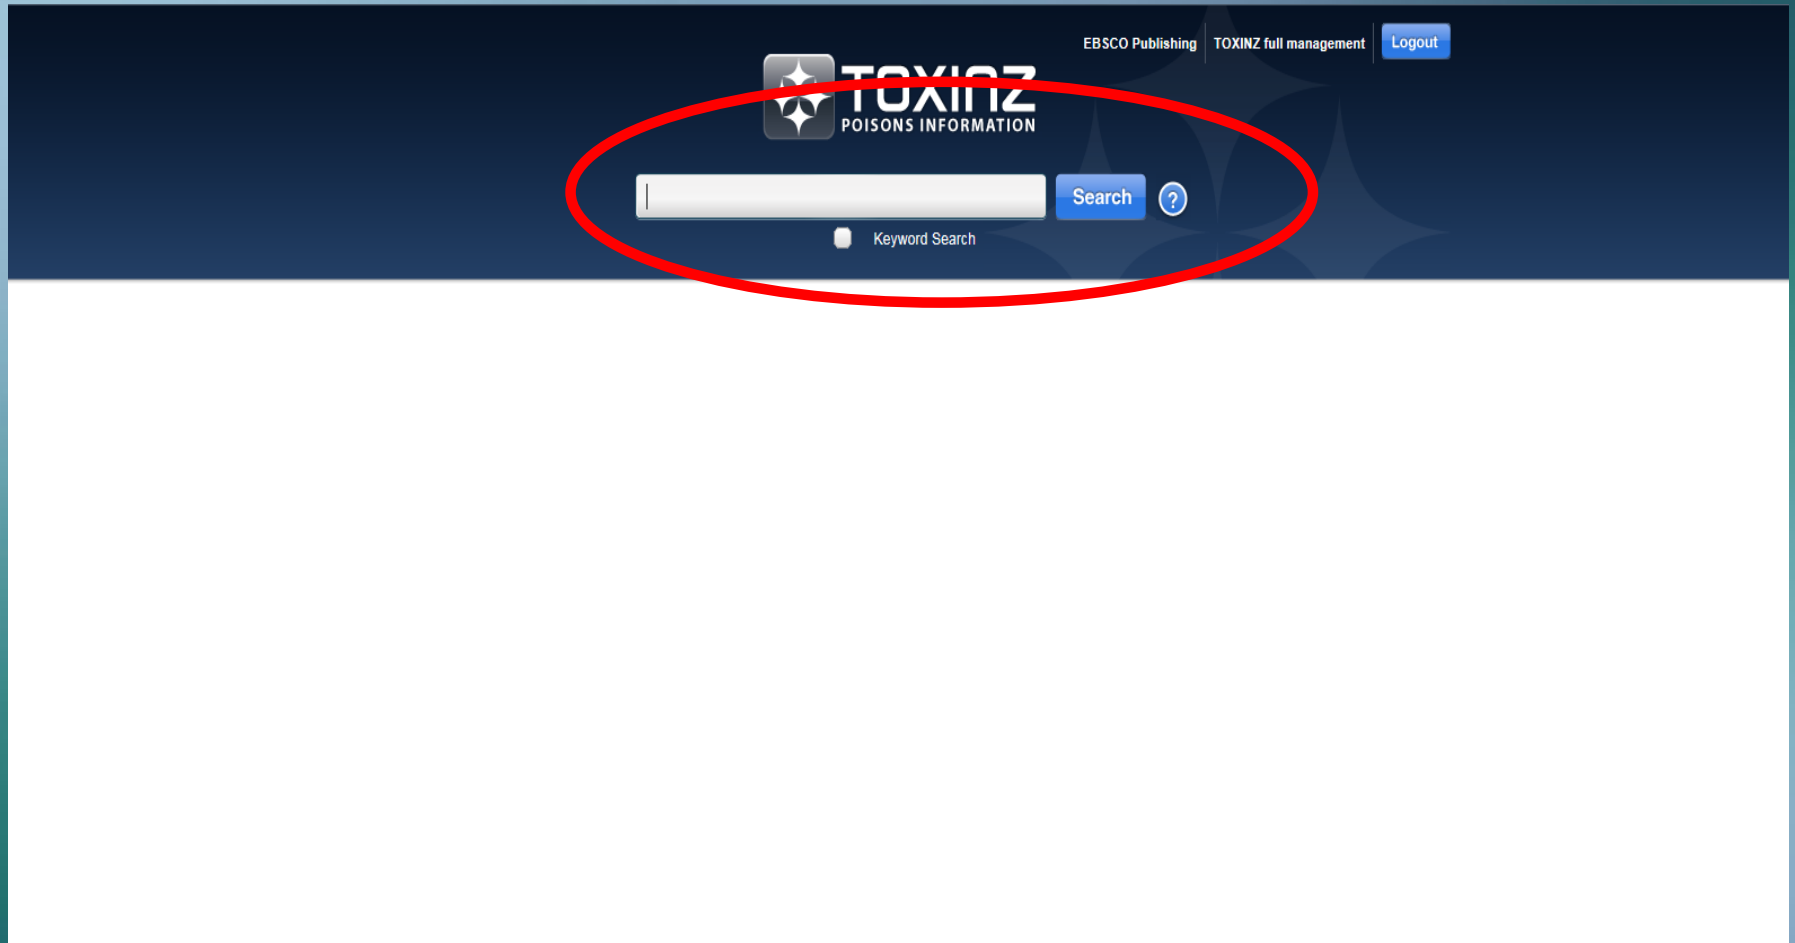 EBSCO Publishing TOXINZ full management Logout
TOXINZ
POISONS INFORMATION
Search ?
Keyword Search